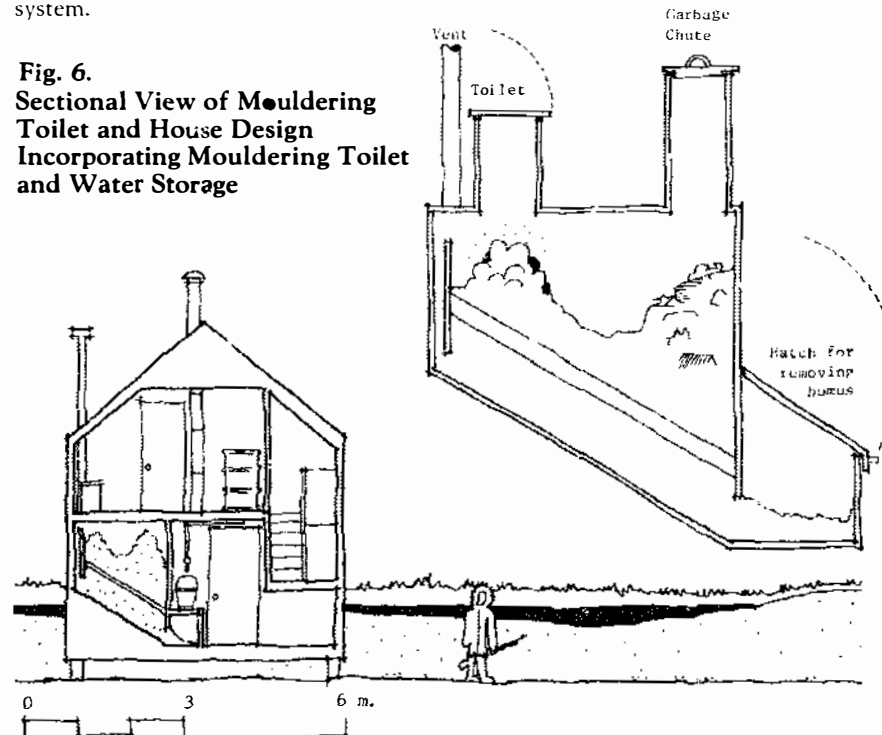 system.
Fig. 6.
Sectional View of Mouldering
Toilet and House Design
Incorporating Mouldering Toilet
and Water Storage
Vent
Toilet
Garbage
Chute
Hatch for
removing
humus
0 3 6 m.